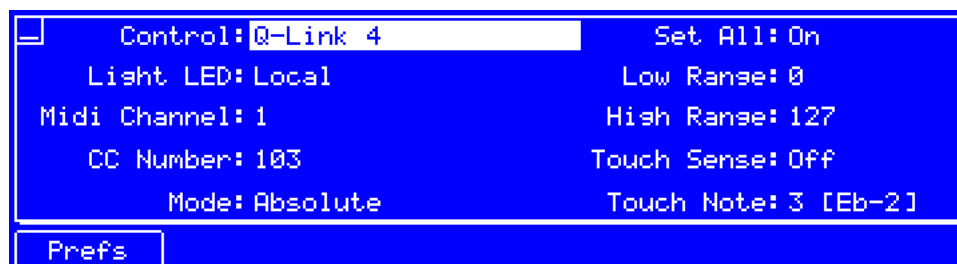 Control: Q-Link 4 Set All: On
Light LED: Local Low Range: 0
Midi Channel: 1 High Range: 127
CC Number: 103 Touch Sense: Off
Mode: Absolute Touch Note: 3 [Eb-2]
Prefs